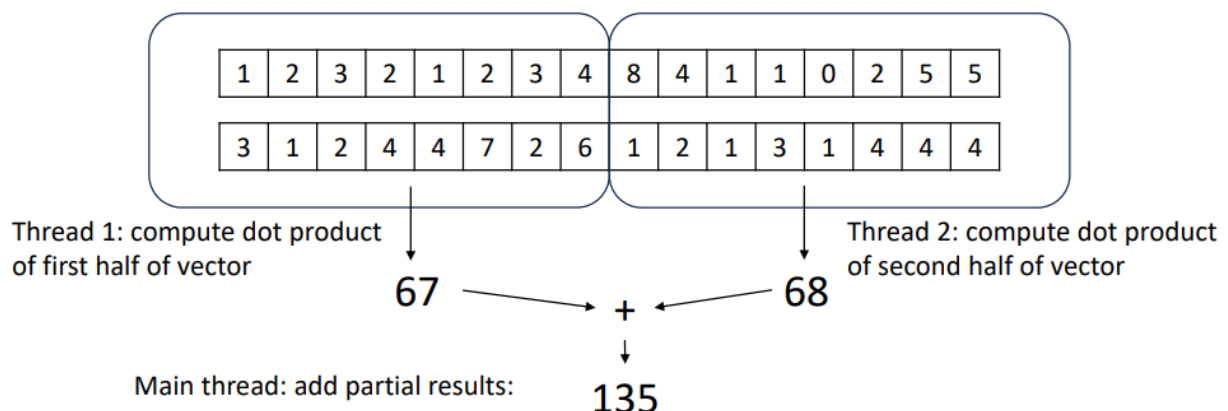 1 2 3 2 1 2 3 4 8 4 1 1 0 2 5 5
3 1 2 4 4 7 2 6 1 2 1 3 1 4 4 4
Thread 1: compute dot product
of first half of vector
Thread 2: compute dot product
of second half of vector
67
68
+
Main thread: add partial results:
135